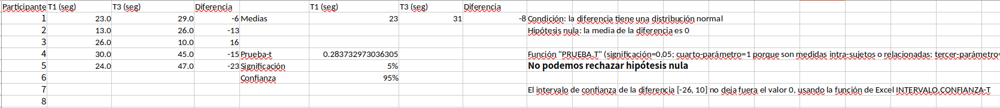 Participante T1 (seg) T3 (seg) Diferencia T1 (seg) T3 (seg) Diferencia
1 23.0 29.0 -6 Medias 23 31 -8 Condición: la diferencia tiene una distribución normal
2 13.0 26.0 -13 Hipótesis nula: la media de la diferencia es 0
3 26.0 10.0 16
4 30.0 45.0 -15 Prueba-t 0.283732973036305 Función "PRUEBA.T" (significación=0,05; cuarto-parámetro=1 porque son medidas intra-sujetos o relacionadas; tercer-parámetro=
5 24.0 47.0 -23 Significación 5% No podemos rechazar hipótesis nula
6 Confianza 95%
7 El intervalo de confianza de la diferencia [-26, 10] no deja fuera el valor 0, usando la función de Excel INTERVALO.CONFIANZA-T
8